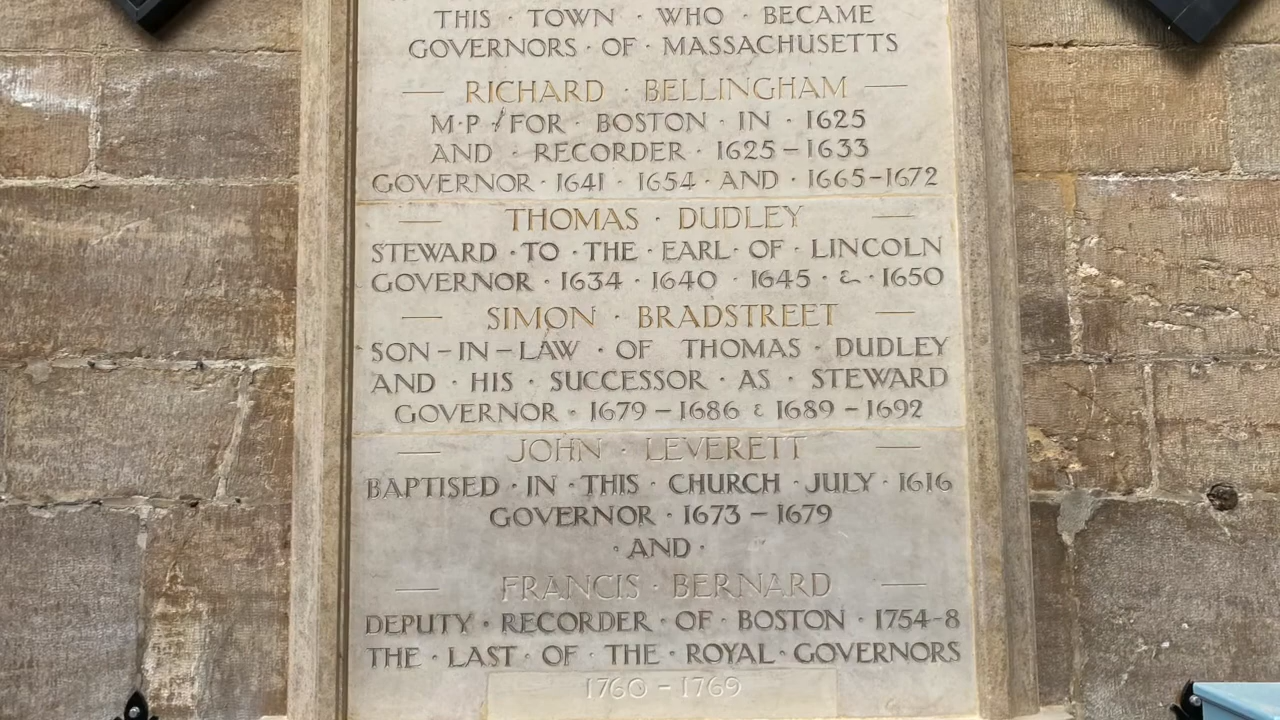 THIS · TOWN · WHO · BECAME
GOVERNORS · OF · MASSACHUSETTS
— RICHARD · BELLINGHAM —
M·P · FOR · BOSTON · IN · 1625
AND · RECORDER · 1625–1633
GOVERNOR · 1641 · 1654 · AND · 1665–1672
— THOMAS · DUDLEY —
STEWARD · TO · THE · EARL · OF · LINCOLN
GOVERNOR · 1634 · 1640 · 1645 · & · 1650
— SIMON · BRADSTREET —
SON–IN–LAW · OF THOMAS · DUDLEY
AND · HIS · SUCCESSOR · AS · STEWARD
GOVERNOR · 1679 – 1686 & 1689 – 1692
— JOHN · LEVERETT —
BAPTISED · IN · THIS · CHURCH · JULY · 1616
GOVERNOR · 1673 – 1679
· AND ·
— FRANCIS · BERNARD —
DEPUTY · RECORDER · OF · BOSTON · 1754–8
THE · LAST · OF · THE · ROYAL · GOVERNORS
1760 – 1769